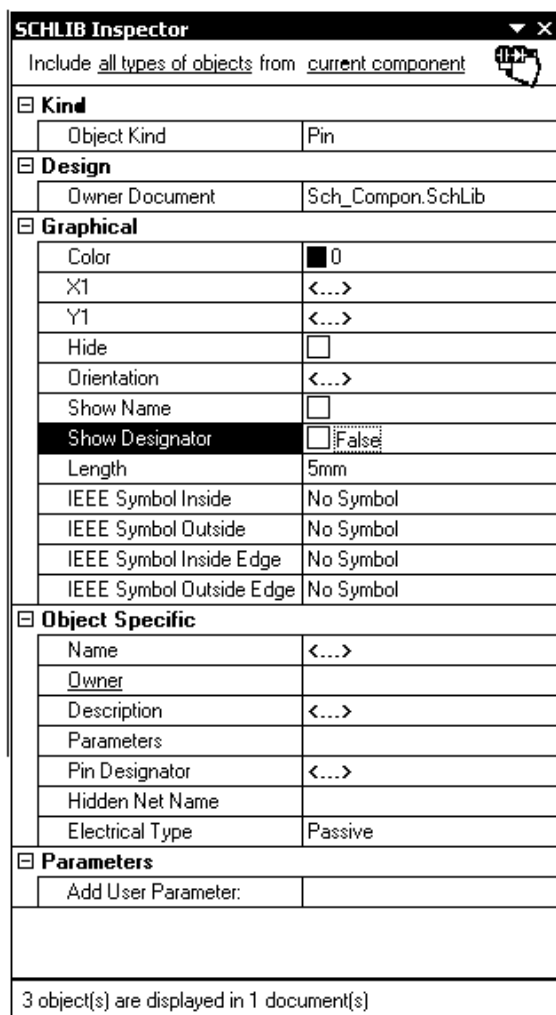 SCHLIB Inspector
Include all types of objects from current component
Kind
Object Kind Pin
Design
Owner Document Sch_Compon.SchLib
Graphical
Color 0
X1 <...>
Y1 <...>
Hide
Orientation <...>
Show Name
Show Designator False
Length 5mm
IEEE Symbol Inside No Symbol
IEEE Symbol Outside No Symbol
IEEE Symbol Inside Edge No Symbol
IEEE Symbol Outside Edge No Symbol
Object Specific
Name <...>
Owner
Description <...>
Parameters
Pin Designator <...>
Hidden Net Name
Electrical Type Passive
Parameters
Add User Parameter:
3 object(s) are displayed in 1 document(s)